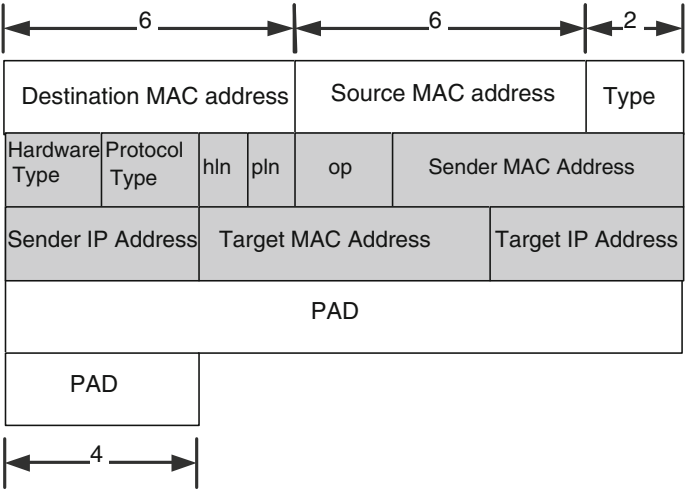 6 6 2
Destination MAC address Source MAC address Type
Hardware Type Protocol Type hln pln op Sender MAC Address
Sender IP Address Target MAC Address Target IP Address
PAD
PAD
4